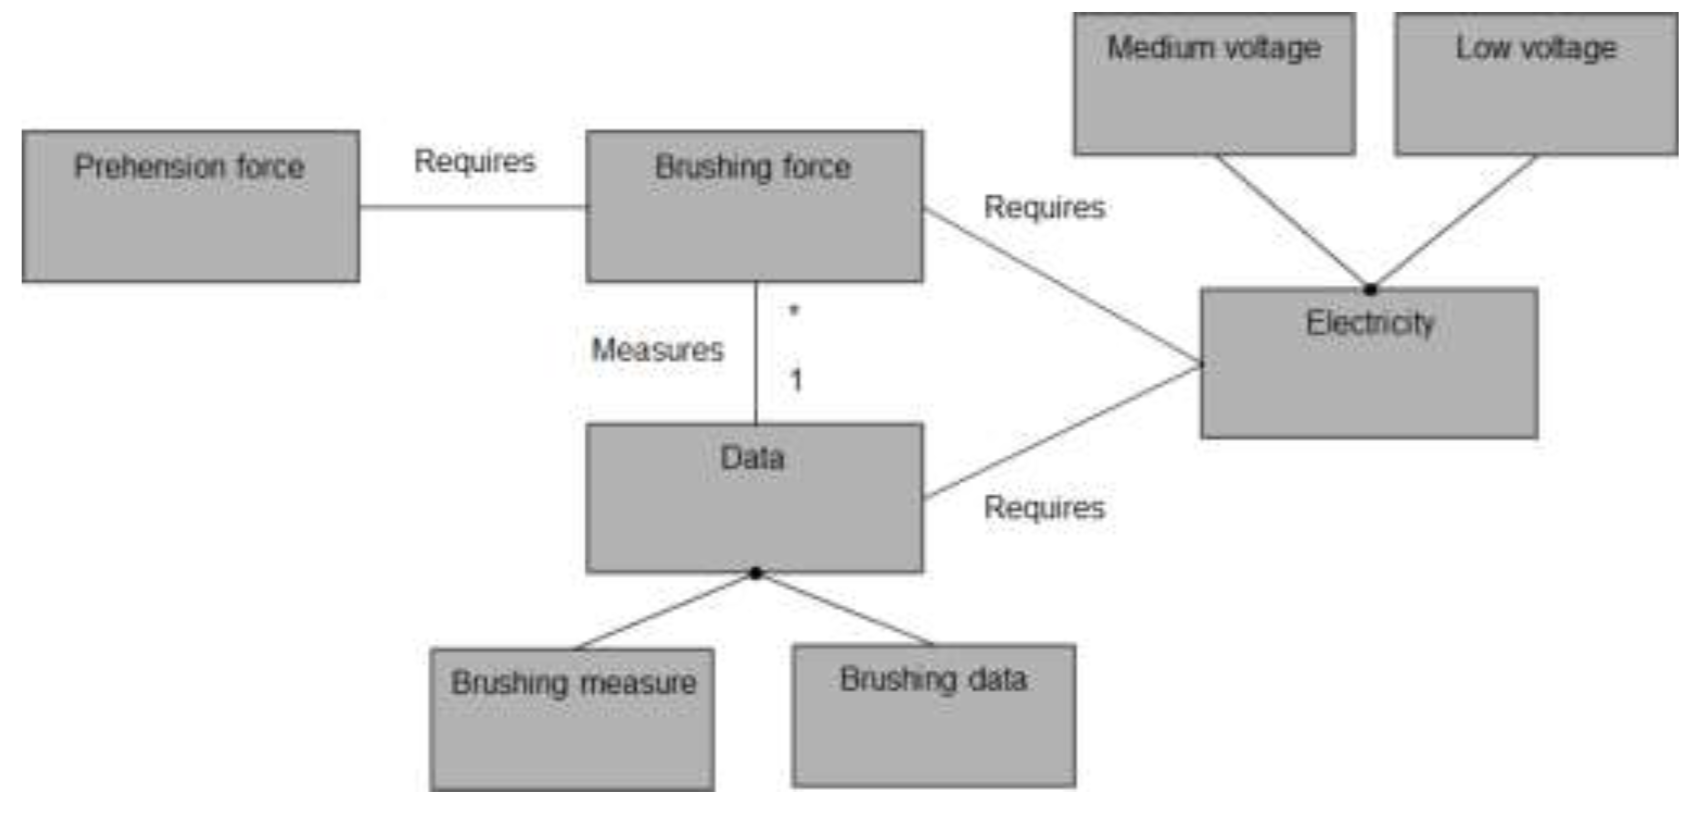 Medium voltage
Low voltage
Prehension force
Requires
Brushing force
Requires
*
Measures
1
Electricity
Data
Requires
Brushing measure
Brushing data